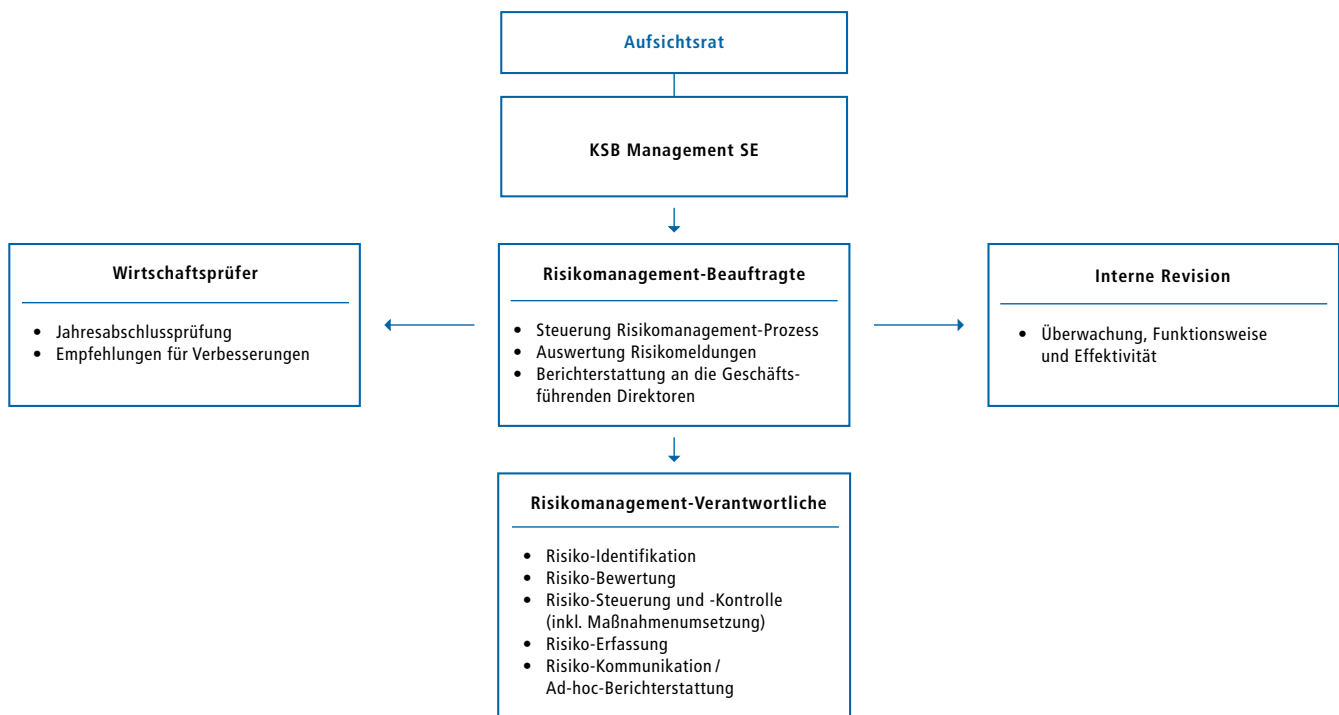 Aufsichtsrat
KSB Management SE
Wirtschaftsprüfer
• Jahresabschlussprüfung
• Empfehlungen für Verbesserungen
Risikomanagement-Beauftragte
• Steuerung Risikomanagement-Prozess
• Auswertung Risikomeldungen
• Berichterstattung an die Geschäfts-
führenden Direktoren
Interne Revision
• Überwachung, Funktionsweise
und Effektivität
Risikomanagement-Verantwortliche
• Risiko-Identifikation
• Risiko-Bewertung
• Risiko-Steuerung und -Kontrolle
(inkl. Maßnahmenumsetzung)
• Risiko-Erfassung
• Risiko-Kommunikation /
Ad-hoc-Berichterstattung